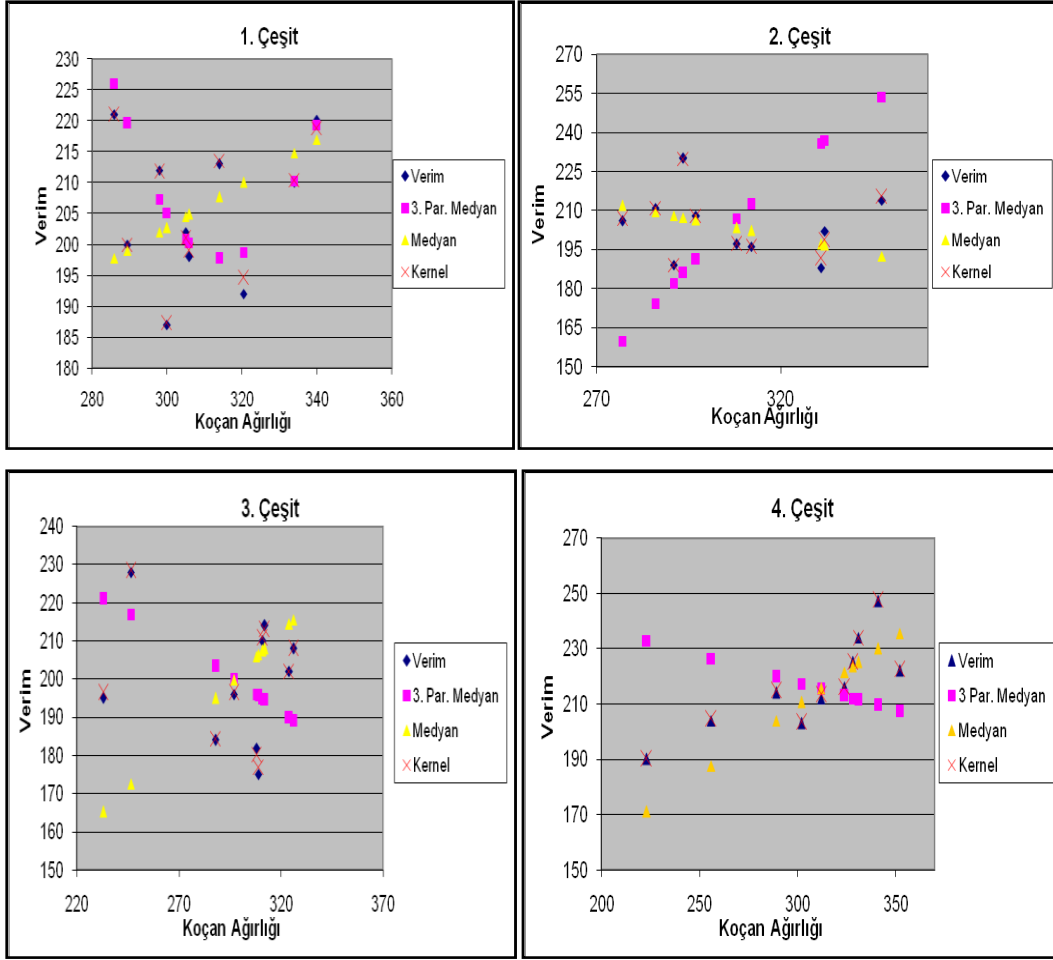 1. Çeşit
230
225
220
215
210
205
200
195
190
185
180
280 300 320 340 360
Verim
Koçan Ağırlığı
Verim
3. Par. Medyan
Medyan
Kernel
2. Çeşit
270
255
240
225
210
195
180
165
150
270 320
Verim
Koçan Ağırlığı
Verim
3. Par. Medyan
Medyan
Kernel
3. Çeşit
240
230
220
210
200
190
180
170
160
150
220 270 320 370
Verim
Koçan Ağırlığı
Verim
3. Par. Medyan
Medyan
Kernel
4. Çeşit
270
250
230
210
190
170
150
200 250 300 350
Verim
Koçan Ağırlığı
Verim
3 Par. Medyan
Medyan
Kernel